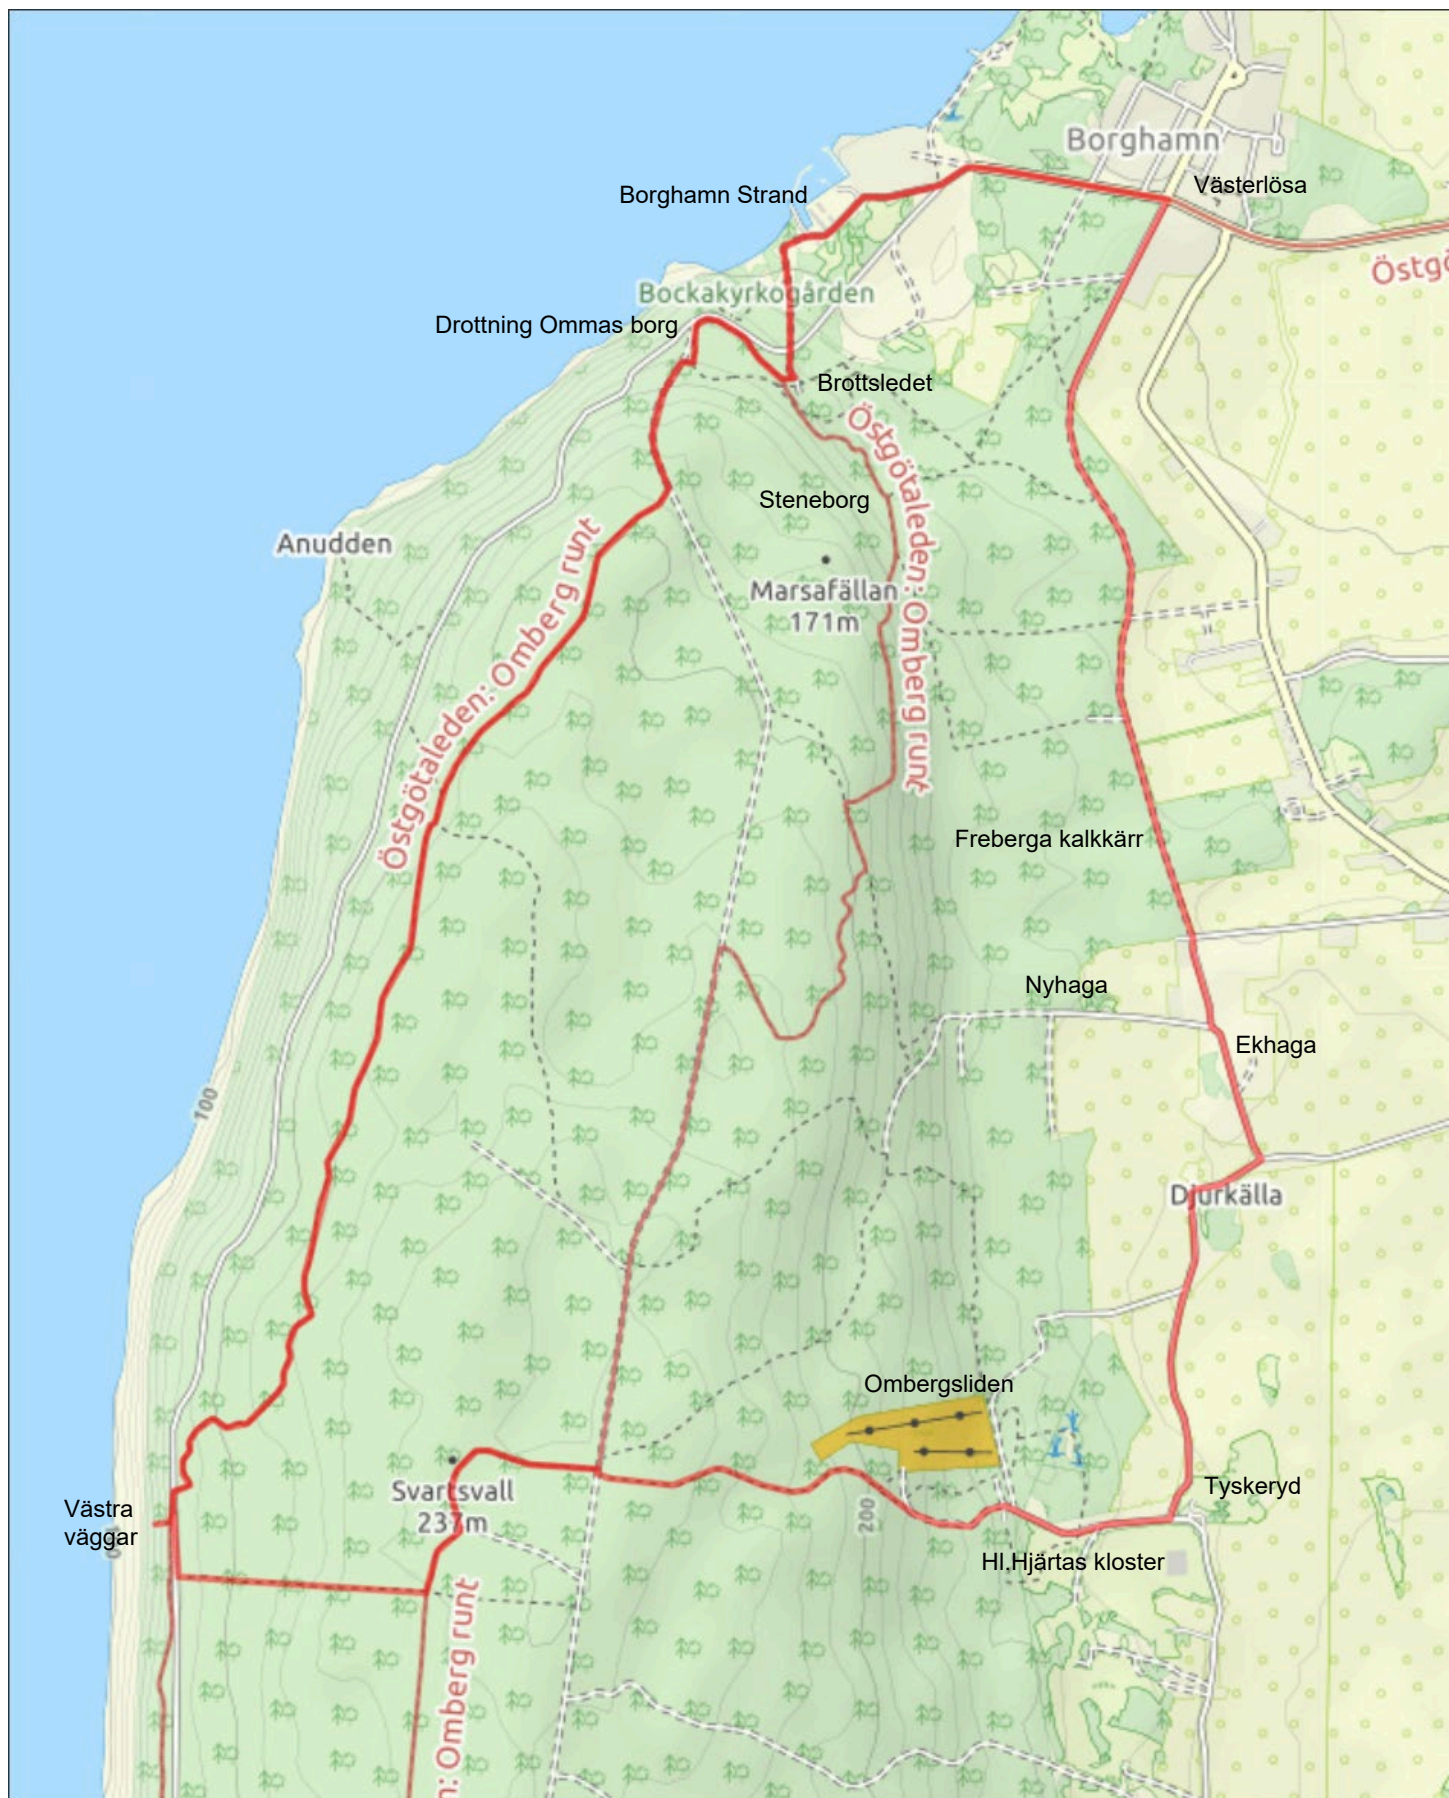 Borghamn
Västerlösa
Borghamn Strand
Östgö
Bockakyrkogården
Drottning Ommas borg
Brottsledet
Östgötaleden: Omberg runt
Steneborg
Anudden
Marsafällan
171m
Östgötaleden: Omberg runt
Freberga kalkkärr
Nyhaga
Ekhaga
100
Djurkälla
Ombergsliden
Svartsvall
237m
Tyskeryd
Västra
väggar
200
Hl.Hjärtas kloster
n: Omberg runt